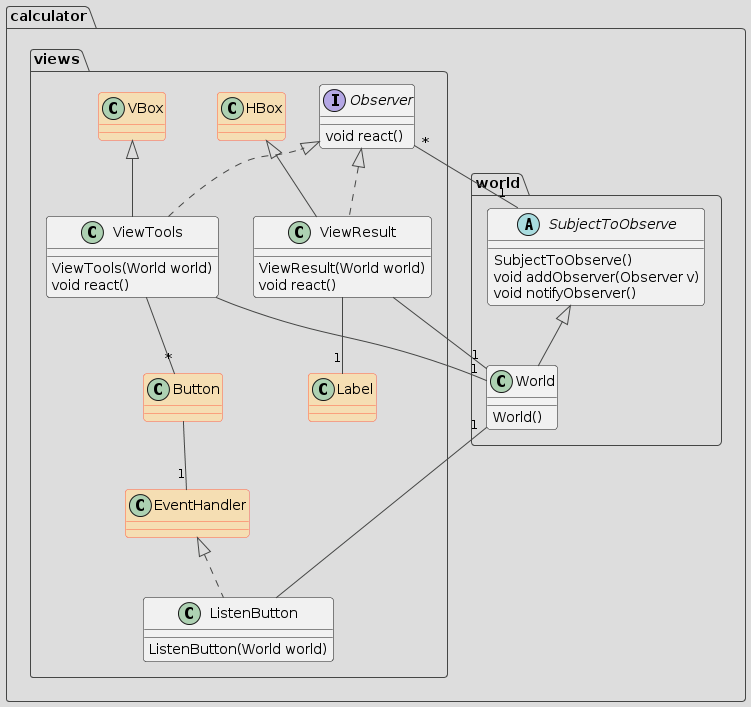 calculator
views
C VBox
C HBox
I Observer
void react()
*
1
world
A SubjectToObserve
SubjectToObserve()
void addObserver(Observer v)
void notifyObserver()
C ViewTools
ViewTools(World world)
void react()
C ViewResult
ViewResult(World world)
void react()
*
1
1
1
C Button
C Label
C World
World()
1
1
C EventHandler
C ListenButton
ListenButton(World world)